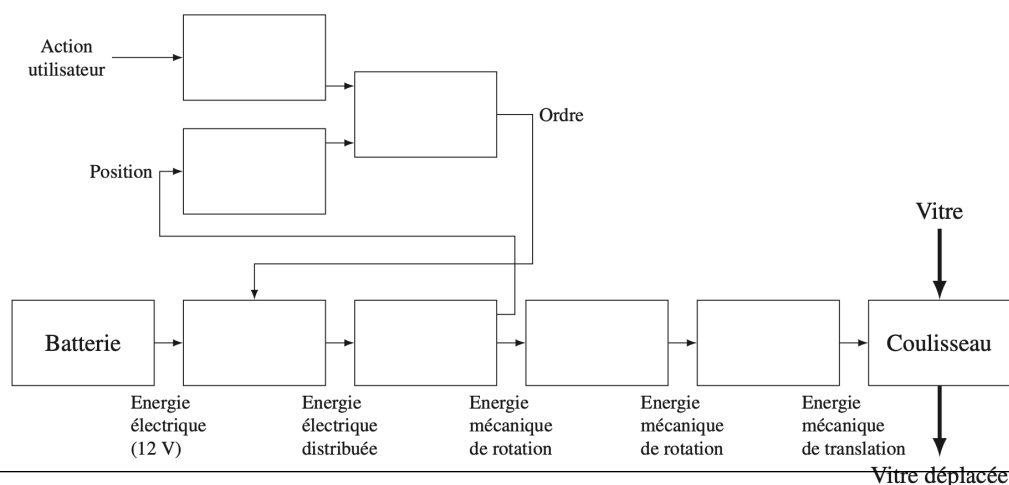 Action
utilisateur
Ordre
Position
Vitre
Batterie
Coulisseau
Energie
électrique
(12 V)
Energie
électrique
distribuée
Energie
mécanique
de rotation
Energie
mécanique
de rotation
Energie
mécanique
de translation
Vitre déplacée